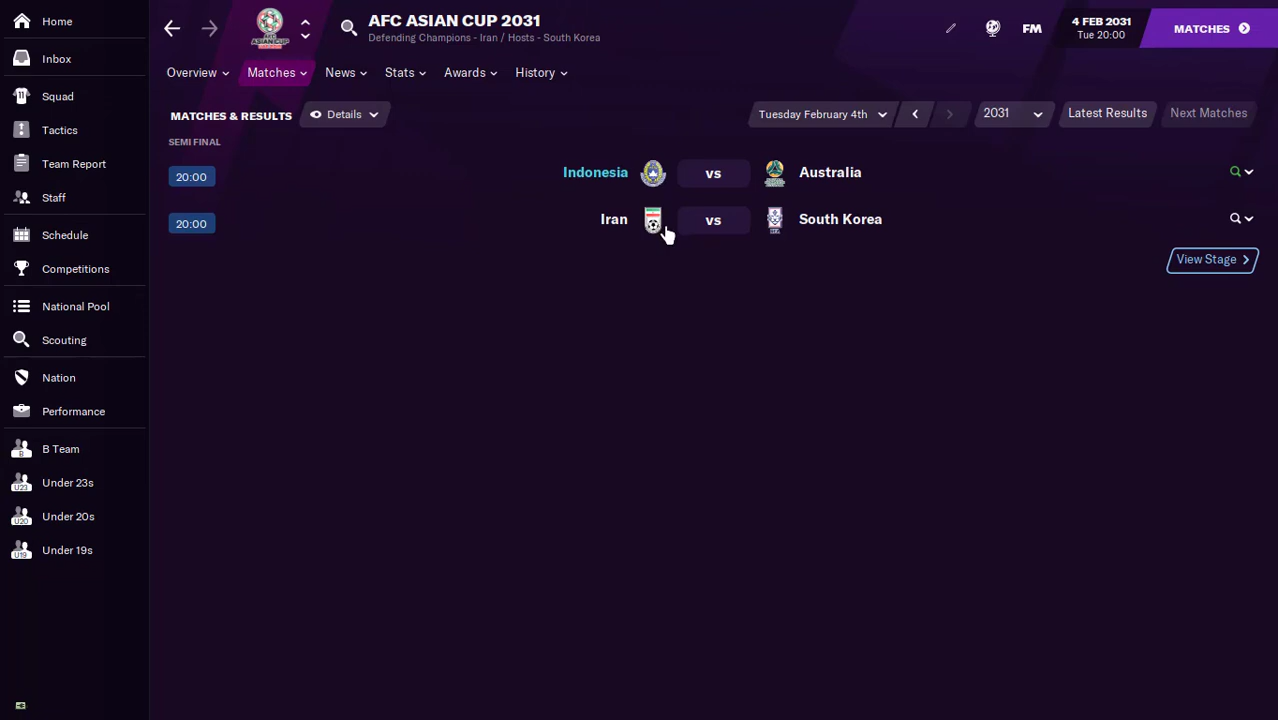 Home
Inbox
Squad
Tactics
Team Report
Staff
Schedule
Competitions
National Pool
Scouting
Nation
Performance
B Team
Under 23s
Under 20s
Under 19s
AFC ASIAN CUP 2031
Defending Champions - Iran / Hosts - South Korea
FM
4 FEB 2031
Tue 20:00
MATCHES
Overview
Matches
News
Stats
Awards
History
MATCHES & RESULTS
Details
Tuesday February 4th
2031
Latest Results
Next Matches
SEMI FINAL
20:00 Indonesia vs Australia
20:00 Iran vs South Korea
View Stage